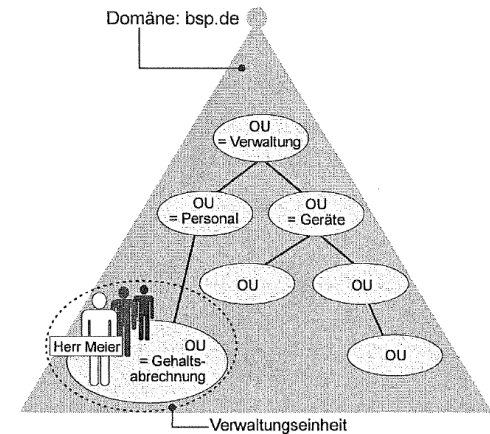 Domäne: bsp.de
OU
= Verwaltung
OU
= Personal
OU
= Geräte
OU
OU
Herr Meier
OU
= Gehalts-
abrechnung
OU
Verwaltungseinheit